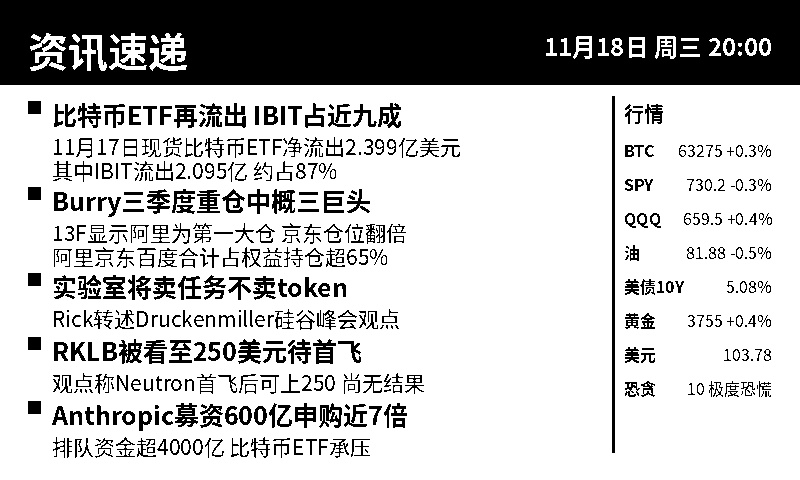 资讯速递
11月18日 周三 20:00
比特币ETF再流出 IBIT占近九成
11月17日现货比特币ETF净流出2.399亿美元
其中IBIT流出2.095亿 约占87%
Burry三季度重仓中概三巨头
13F显示阿里为第一大仓 京东仓位翻倍
阿里京东百度合计占权益持仓超65%
实验室将卖任务不卖token
Rick转述Druckenmiller硅谷峰会观点
RKLB被看至250美元待首飞
观点称Neutron首飞后可上250 尚无结果
Anthropic募资600亿申购近7倍
排队资金超4000亿 比特币ETF承压
行情
BTC 63275 +0.3%
SPY 730.2 -0.3%
QQQ 659.5 +0.4%
油 81.88 -0.5%
美债10Y 5.08%
黄金 3755 +0.4%
美元 103.78
恐贪 10 极度恐慌